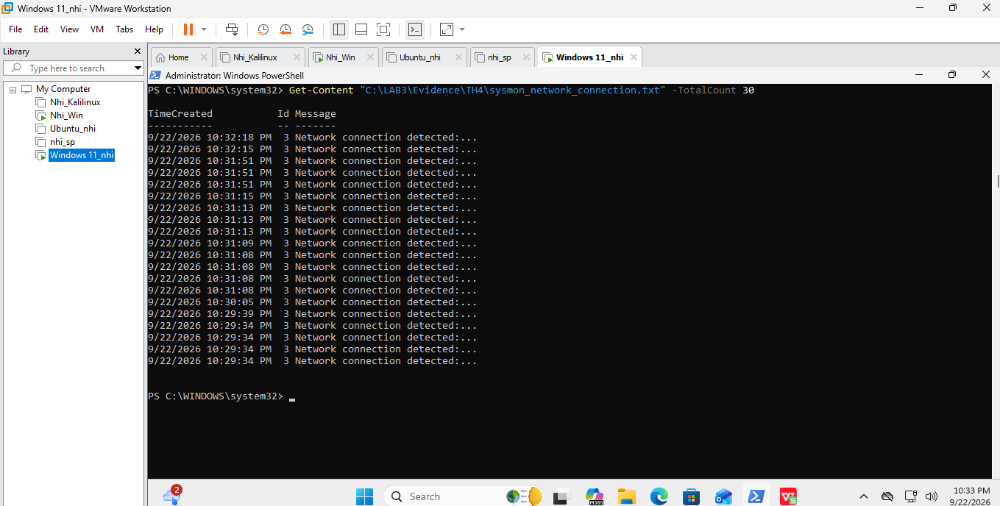 Windows 11_nhi - VMware Workstation
File Edit View VM Tabs Help
Library
Type here to search
My Computer
Nhi_Kalilinux
Nhi_Win
Ubuntu_nhi
nhi_sp
Windows 11_nhi
Home Nhi_Kalilinux Nhi_Win Ubuntu_nhi nhi_sp Windows 11_nhi
Administrator: Windows PowerShell
PS C:\WINDOWS\system32> Get-Content "C:\LAB3\Evidence\TH4\sysmon_network_connection.txt" -TotalCount 30
TimeCreated Id Message
----------- -- -------
9/22/2026 10:32:18 PM 3 Network connection detected:...
9/22/2026 10:32:15 PM 3 Network connection detected:...
9/22/2026 10:31:51 PM 3 Network connection detected:...
9/22/2026 10:31:51 PM 3 Network connection detected:...
9/22/2026 10:31:51 PM 3 Network connection detected:...
9/22/2026 10:31:15 PM 3 Network connection detected:...
9/22/2026 10:31:13 PM 3 Network connection detected:...
9/22/2026 10:31:13 PM 3 Network connection detected:...
9/22/2026 10:31:13 PM 3 Network connection detected:...
9/22/2026 10:31:09 PM 3 Network connection detected:...
9/22/2026 10:31:08 PM 3 Network connection detected:...
9/22/2026 10:31:08 PM 3 Network connection detected:...
9/22/2026 10:31:08 PM 3 Network connection detected:...
9/22/2026 10:31:08 PM 3 Network connection detected:...
9/22/2026 10:30:05 PM 3 Network connection detected:...
9/22/2026 10:29:39 PM 3 Network connection detected:...
9/22/2026 10:29:34 PM 3 Network connection detected:...
9/22/2026 10:29:34 PM 3 Network connection detected:...
9/22/2026 10:29:34 PM 3 Network connection detected:...
9/22/2026 10:29:34 PM 3 Network connection detected:...
PS C:\WINDOWS\system32>
2
Search
M365
10:33 PM
9/22/2026